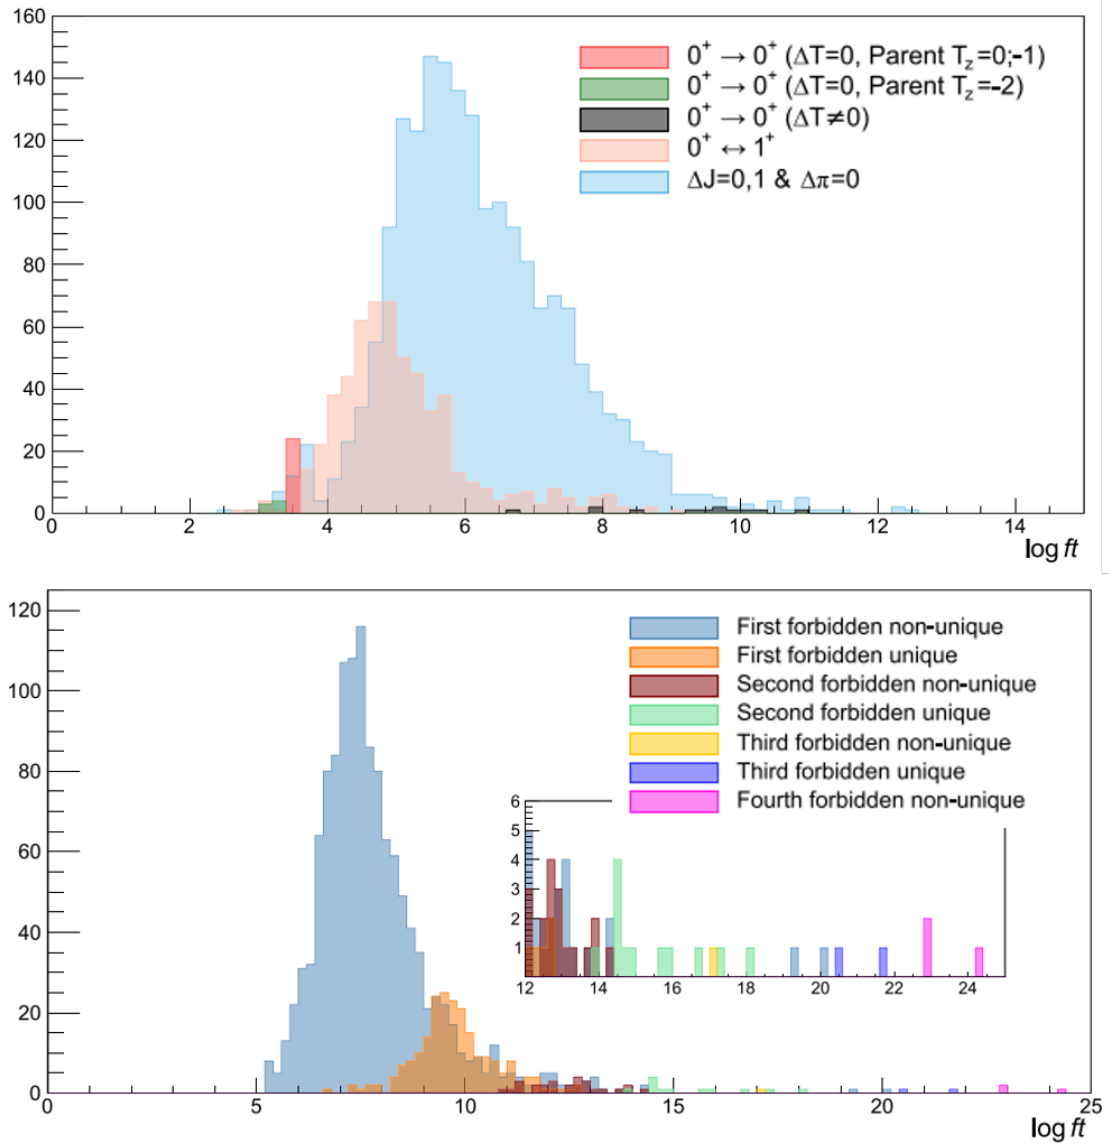 160
140
120
100
80
60
40
20
0
0⁺ → 0⁺ (ΔT=0, Parent T_z=0;-1)
0⁺ → 0⁺ (ΔT=0, Parent T_z=-2)
0⁺ → 0⁺ (ΔT≠0)
0⁺ ↔ 1⁺
ΔJ=0,1 & Δπ=0
0 2 4 6 8 10 12 14
log ft
120
100
80
60
40
20
0
First forbidden non-unique
First forbidden unique
Second forbidden non-unique
Second forbidden unique
Third forbidden non-unique
Third forbidden unique
Fourth forbidden non-unique
6
5
4
3
2
1
12 14 16 18 20 22 24
0 5 10 15 20 25
log ft